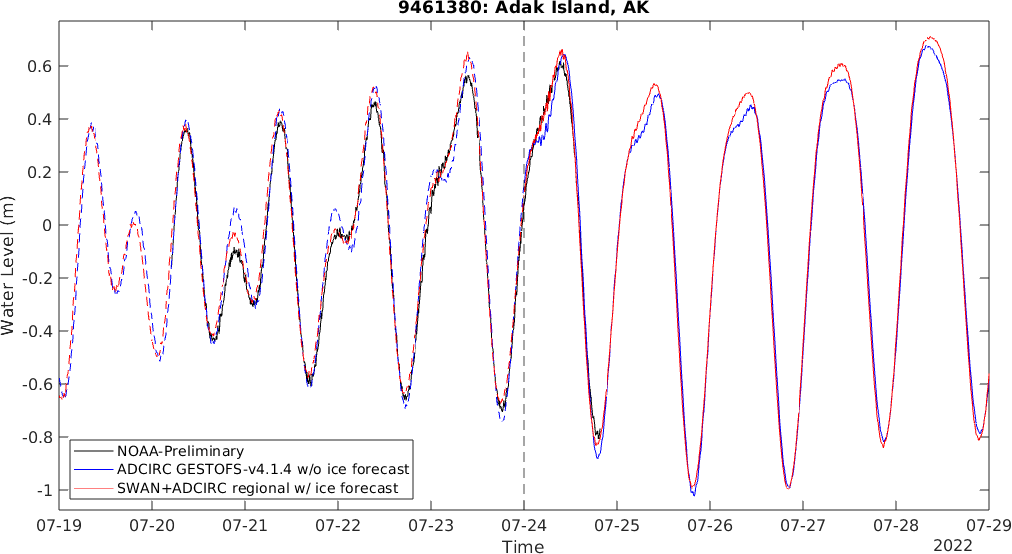 9461380: Adak Island, AK
Water Level (m)
0.6
0.4
0.2
0
-0.2
-0.4
-0.6
-0.8
-1
NOAA-Preliminary
ADCIRC GESTOFS-v4.1.4 w/o ice forecast
SWAN+ADCIRC regional w/ ice forecast
07-19 07-20 07-21 07-22 07-23 07-24 07-25 07-26 07-27 07-28 07-29
Time
2022